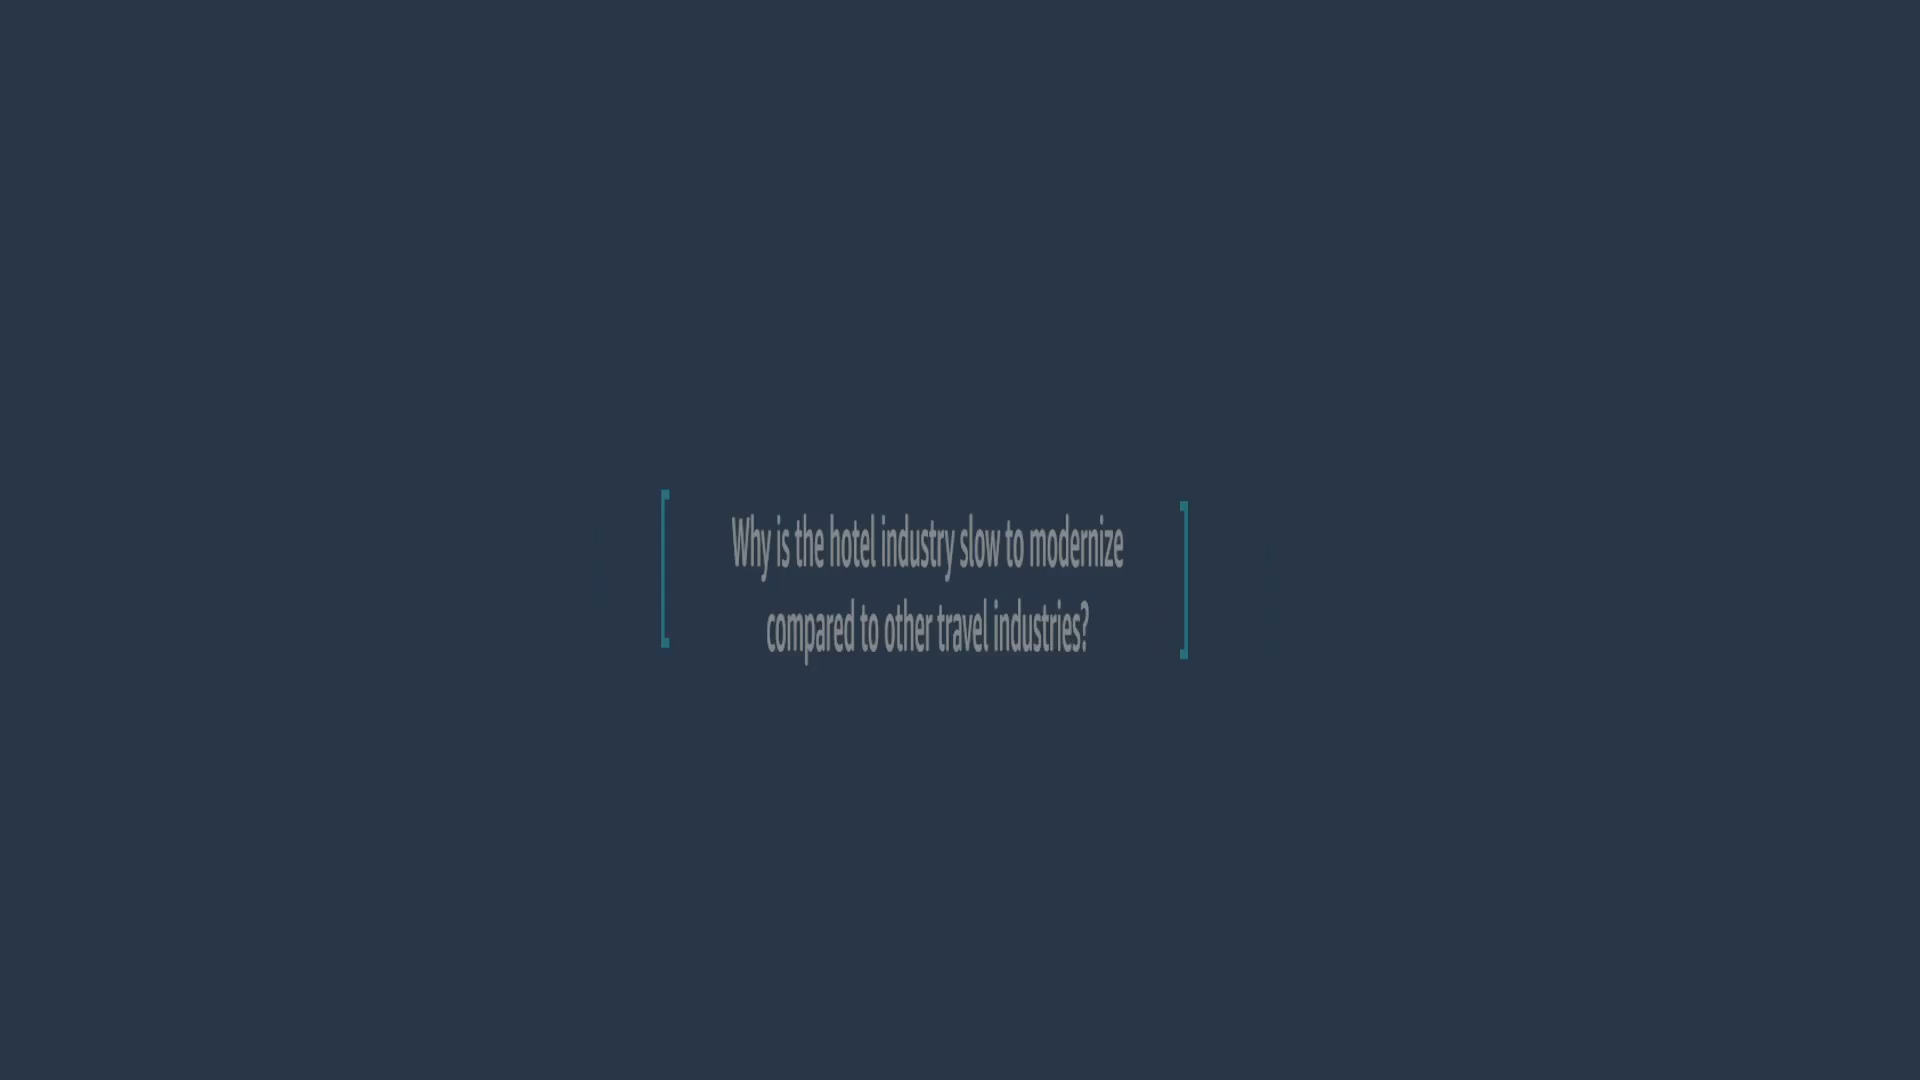 Why is the hotel industry slow to modernize
compared to other travel industries?